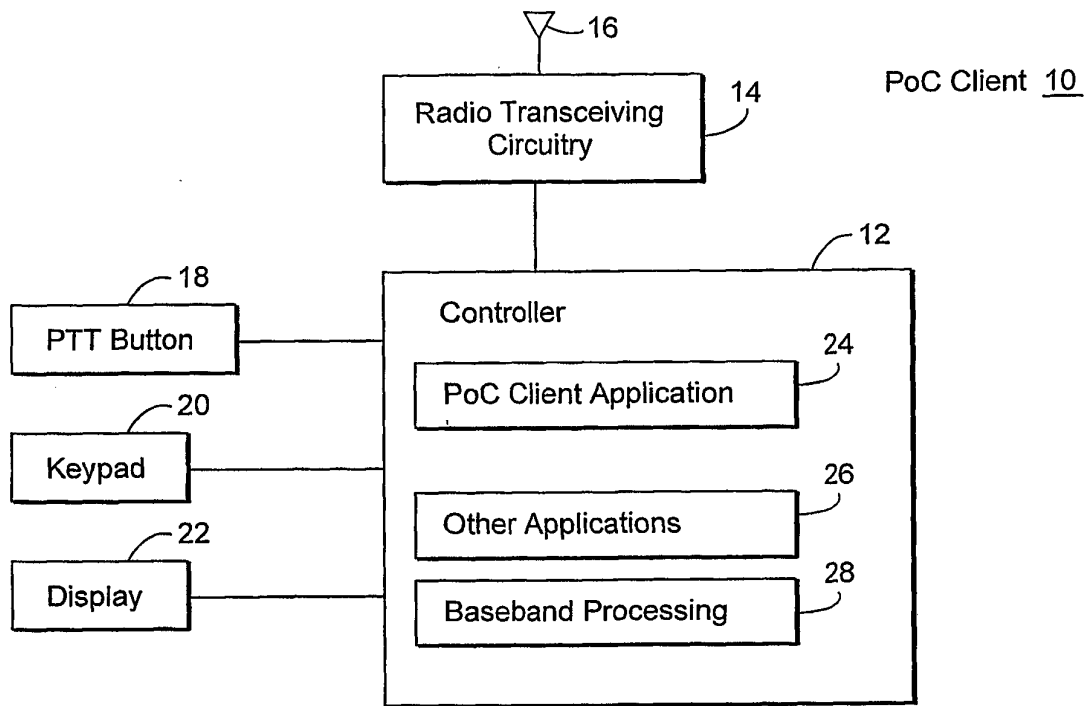 16
PoC Client 10
Radio Transceiving
Circuitry
14
12
18
PTT Button
Controller
24
PoC Client Application
20
Keypad
26
Other Applications
22
Display
28
Baseband Processing